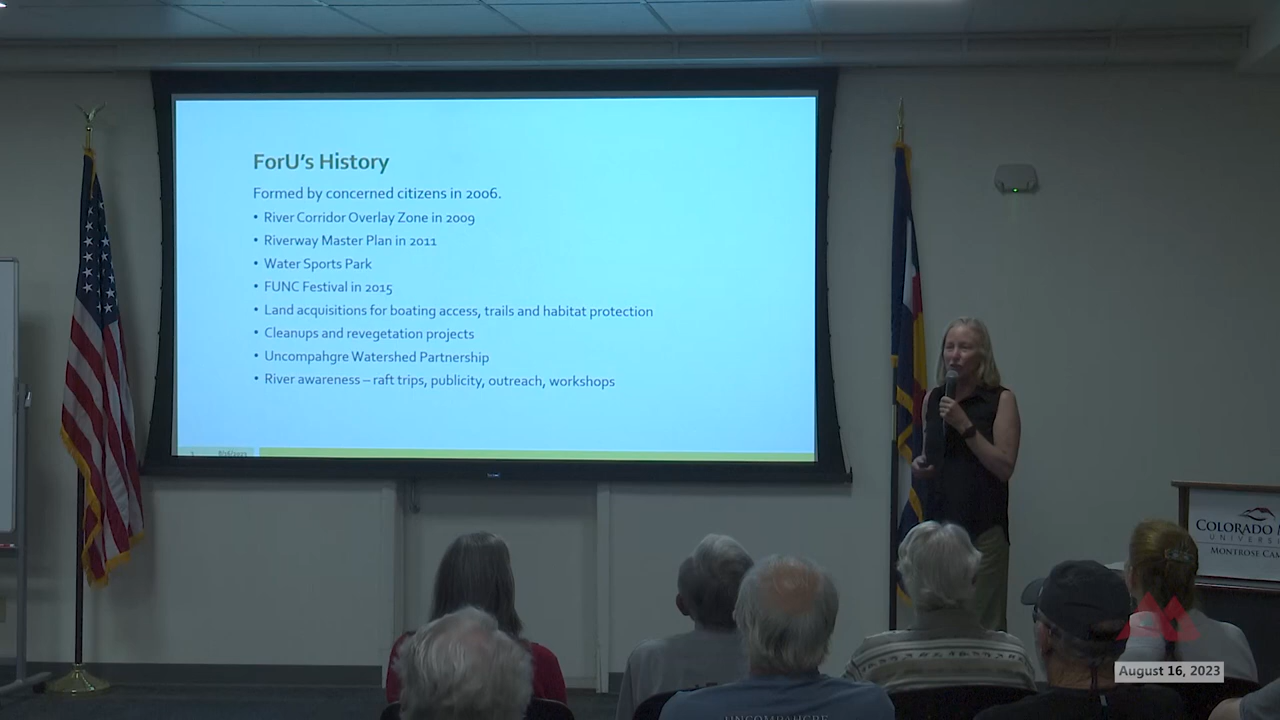 ForU's History
Formed by concerned citizens in 2006.
• River Corridor Overlay Zone in 2009
• Riverway Master Plan in 2011
• Water Sports Park
• FUNC Festival in 2015
• Land acquisitions for boating access, trails and habitat protection
• Cleanups and revegetation projects
• Uncompahgre Watershed Partnership
• River awareness – raft trips, publicity, outreach, workshops
COLORADO
UNIVERS
MONTROSE CAM
UNCOMPAHGRE
August 16, 2023